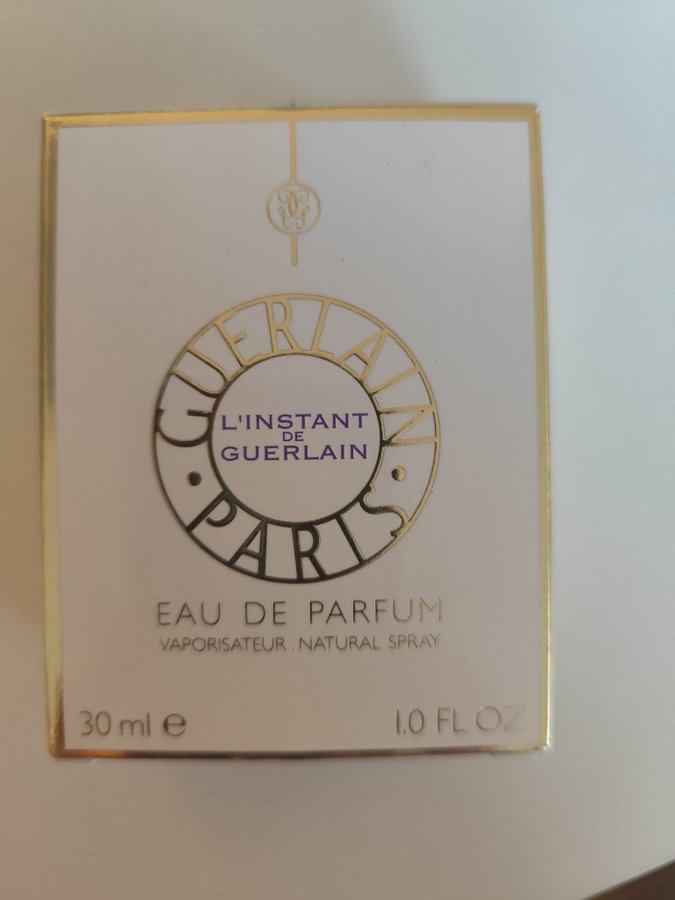 GUERLAIN
L'INSTANT
DE
GUERLAIN
• PARIS •
EAU DE PARFUM
VAPORISATEUR . NATURAL SPRAY
30 ml ℮
1.0 FL OZ